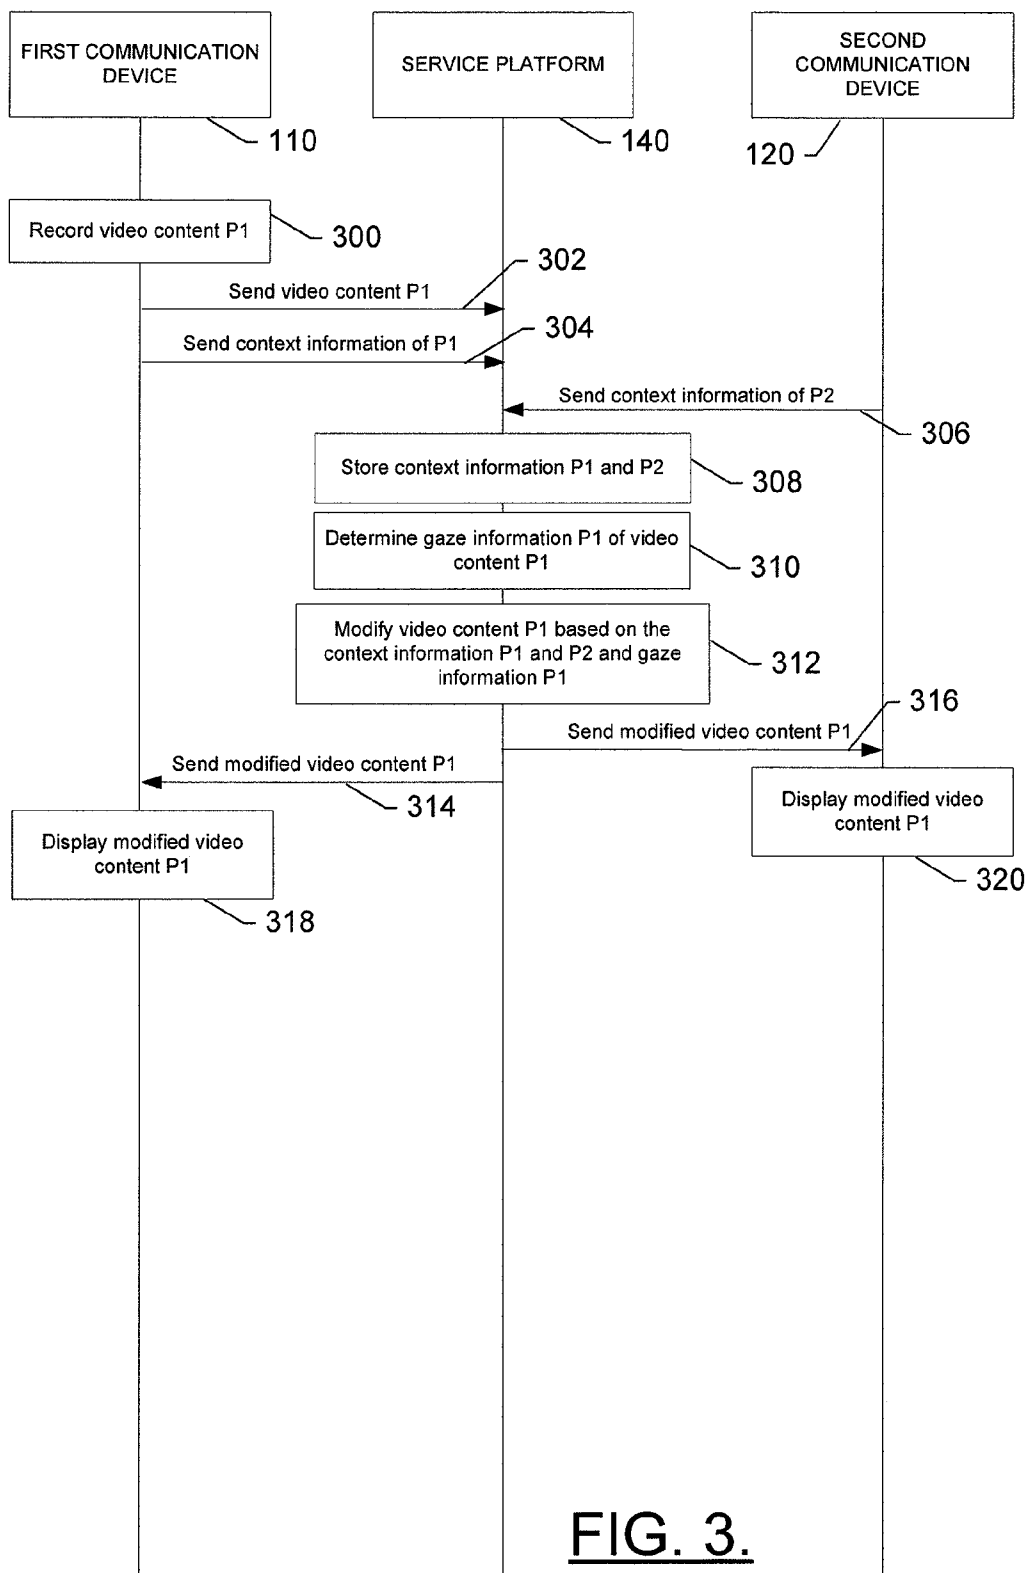 FIRST COMMUNICATION
DEVICE
SERVICE PLATFORM
SECOND
COMMUNICATION
DEVICE
110
140
120
Record video content P1
300
Send video content P1
302
Send context information of P1
304
Send context information of P2
306
Store context information P1 and P2
308
Determine gaze information P1 of video
content P1
310
Modify video content P1 based on the
context information P1 and P2 and gaze
information P1
312
Send modified video content P1
316
Send modified video content P1
314
Display modified video
content P1
320
Display modified video
content P1
318
FIG. 3.